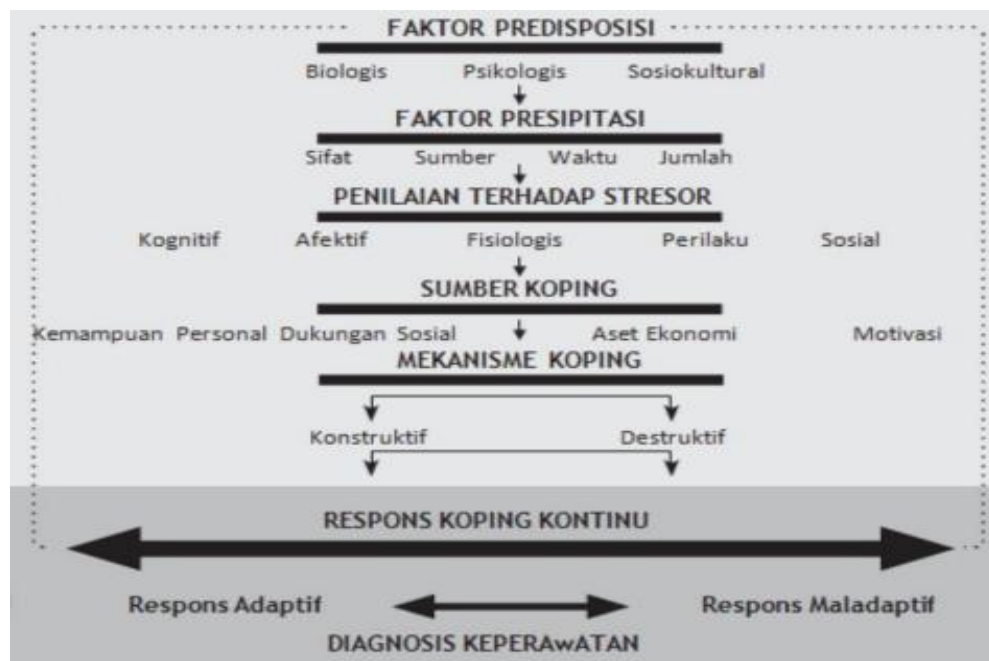 FAKTOR PREDISPOSISI
Biologis Psikologis Sosiokultural
FAKTOR PRESIPITASI
Sifat Sumber Waktu Jumlah
PENILAIAN TERHADAP STRESOR
Kognitif Afektif Fisiologis Perilaku Sosial
SUMBER KOPING
Kemampuan Personal Dukungan Sosial Aset Ekonomi Motivasi
MEKANISME KOPING
Konstruktif Destruktif
RESPONS KOPING KONTINU
Respons Adaptif Respons Maladaptif
DIAGNOSIS KEPERAwATAN